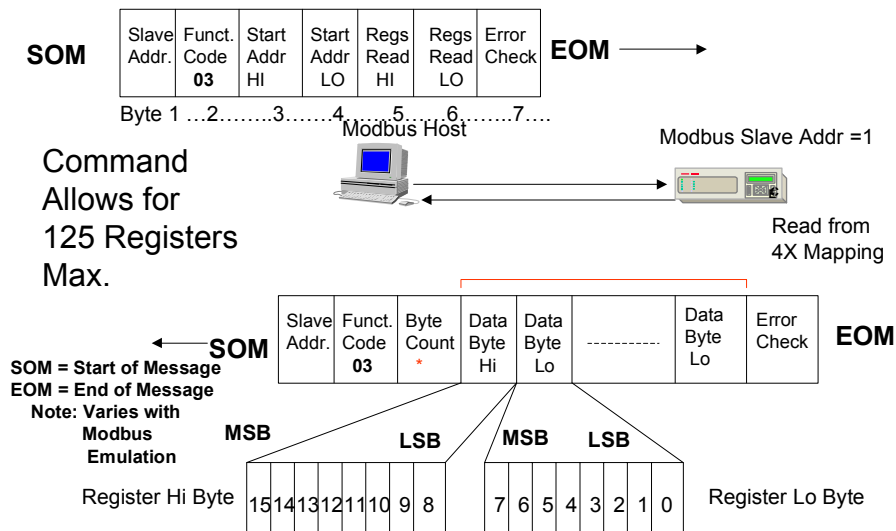 SOM
Slave Addr.
Funct. Code 03
Start Addr HI
Start Addr LO
Regs Read HI
Regs Read LO
Error Check
EOM
Byte 1 ...2……..3…….4…....5……6……..7….
Modbus Host
Modbus Slave Addr =1
Command
Allows for
125 Registers
Max.
Read from
4X Mapping
SOM
Slave Addr.
Funct. Code 03
Byte Count *
Data Byte Hi
Data Byte Lo
----------------
Data Byte Lo
Error Check
EOM
SOM = Start of Message
EOM = End of Message
Note: Varies with
Modbus
Emulation
MSB
LSB
MSB
LSB
Register Hi Byte
15 14 13 12 11 10 9 8
7 6 5 4 3 2 1 0
Register Lo Byte